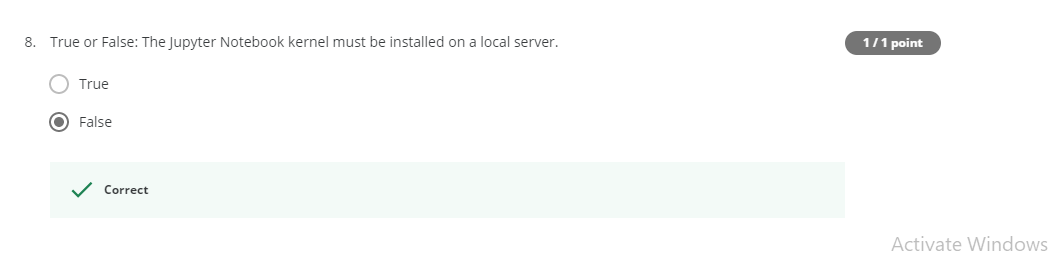 8. True or False: The Jupyter Notebook kernel must be installed on a local server.
1 / 1 point
True
False
Correct
Activate Windows